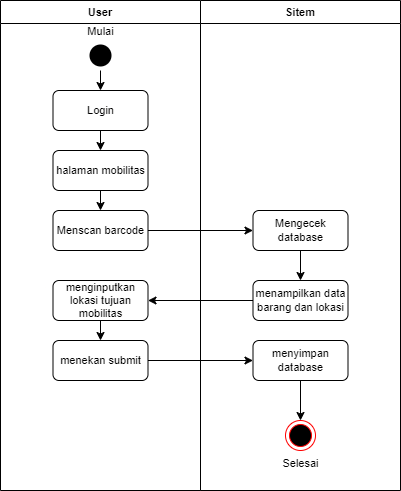 User
Sitem
Mulai
Login
halaman mobilitas
Menscan barcode
Mengecek
database
menginputkan
lokasi tujuan
mobilitas
menampilkan data
barang dan lokasi
menekan submit
menyimpan
database
Selesai